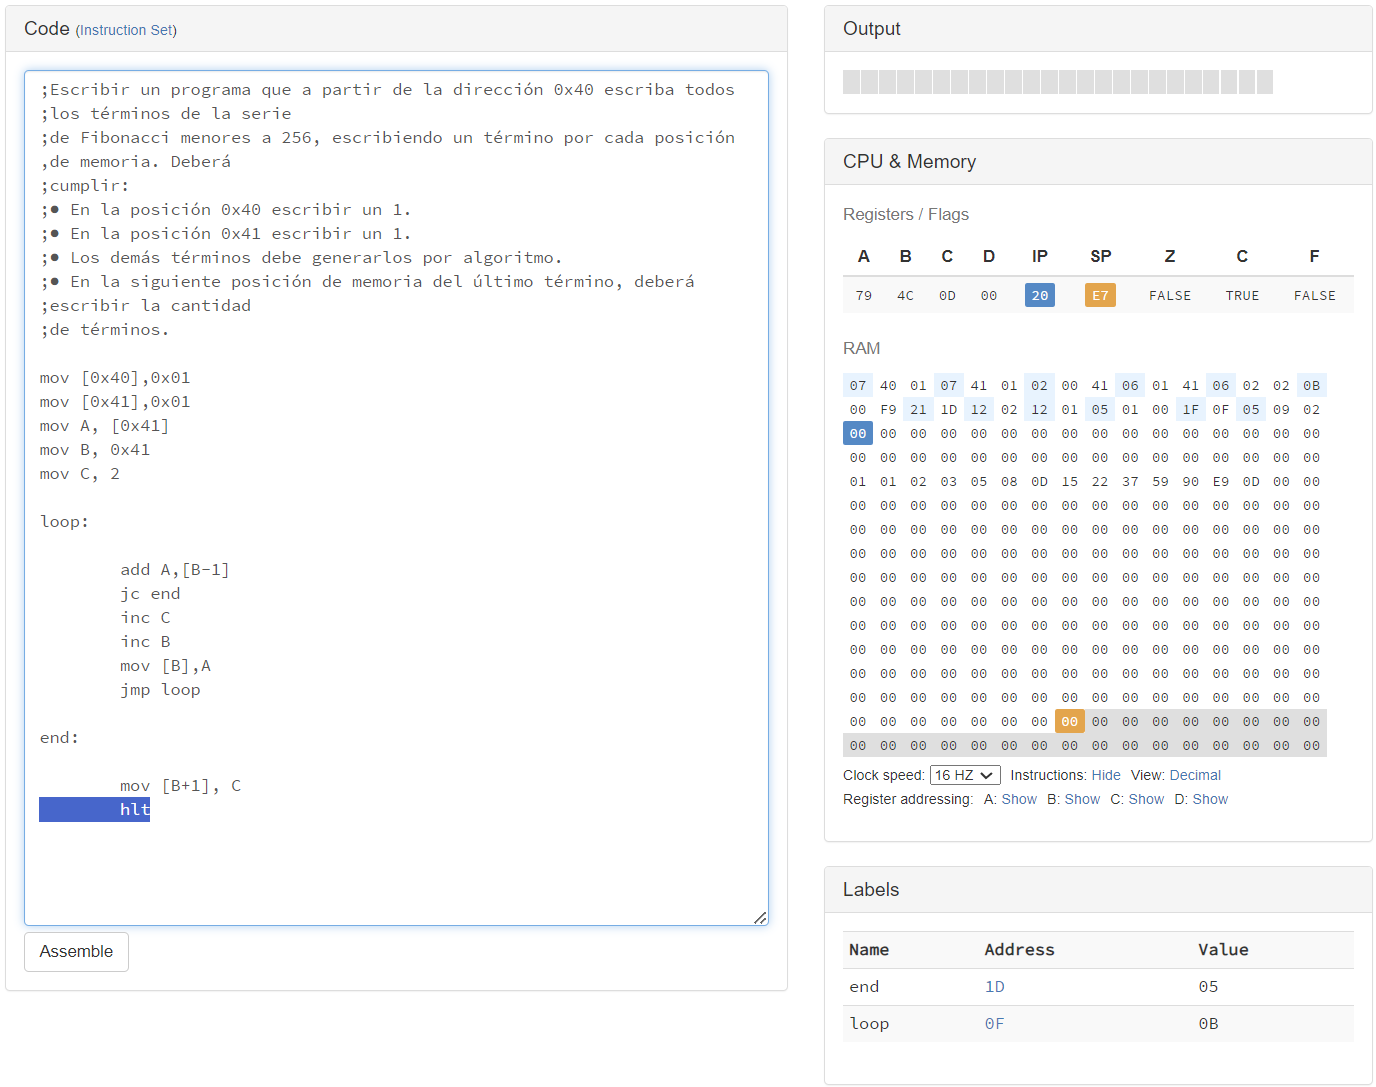 Code (Instruction Set)
;Escribir un programa que a partir de la dirección 0x40 escriba todos
;los términos de la serie
;de Fibonacci menores a 256, escribiendo un término por cada posición
,de memoria. Deberá
;cumplir:
;● En la posición 0x40 escribir un 1.
;● En la posición 0x41 escribir un 1.
;● Los demás términos debe generarlos por algoritmo.
;● En la siguiente posición de memoria del último término, deberá
;escribir la cantidad
;de términos.
mov [0x40],0x01
mov [0x41],0x01
mov A, [0x41]
mov B, 0x41
mov C, 2
loop:
add A,[B-1]
jc end
inc C
inc B
mov [B],A
jmp loop
end:
mov [B+1], C
hlt
Assemble
Output
CPU & Memory
Registers / Flags
A B C D IP SP Z C F
79 4C 0D 00 20 E7 FALSE TRUE FALSE
RAM
07 40 01 07 41 01 02 00 41 06 01 41 06 02 02 0B
00 F9 21 1D 12 02 12 01 05 01 00 1F 0F 05 09 02
00 00 00 00 00 00 00 00 00 00 00 00 00 00 00 00
00 00 00 00 00 00 00 00 00 00 00 00 00 00 00 00
01 01 02 03 05 08 0D 15 22 37 59 90 E9 0D 00 00
00 00 00 00 00 00 00 00 00 00 00 00 00 00 00 00
00 00 00 00 00 00 00 00 00 00 00 00 00 00 00 00
00 00 00 00 00 00 00 00 00 00 00 00 00 00 00 00
00 00 00 00 00 00 00 00 00 00 00 00 00 00 00 00
00 00 00 00 00 00 00 00 00 00 00 00 00 00 00 00
00 00 00 00 00 00 00 00 00 00 00 00 00 00 00 00
00 00 00 00 00 00 00 00 00 00 00 00 00 00 00 00
00 00 00 00 00 00 00 00 00 00 00 00 00 00 00 00
00 00 00 00 00 00 00 00 00 00 00 00 00 00 00 00
00 00 00 00 00 00 00 00 00 00 00 00 00 00 00 00
00 00 00 00 00 00 00 00 00 00 00 00 00 00 00 00
Clock speed: 16 HZ Instructions: Hide View: Decimal
Register addressing: A: Show B: Show C: Show D: Show
Labels
Name Address Value
end 1D 05
loop 0F 0B